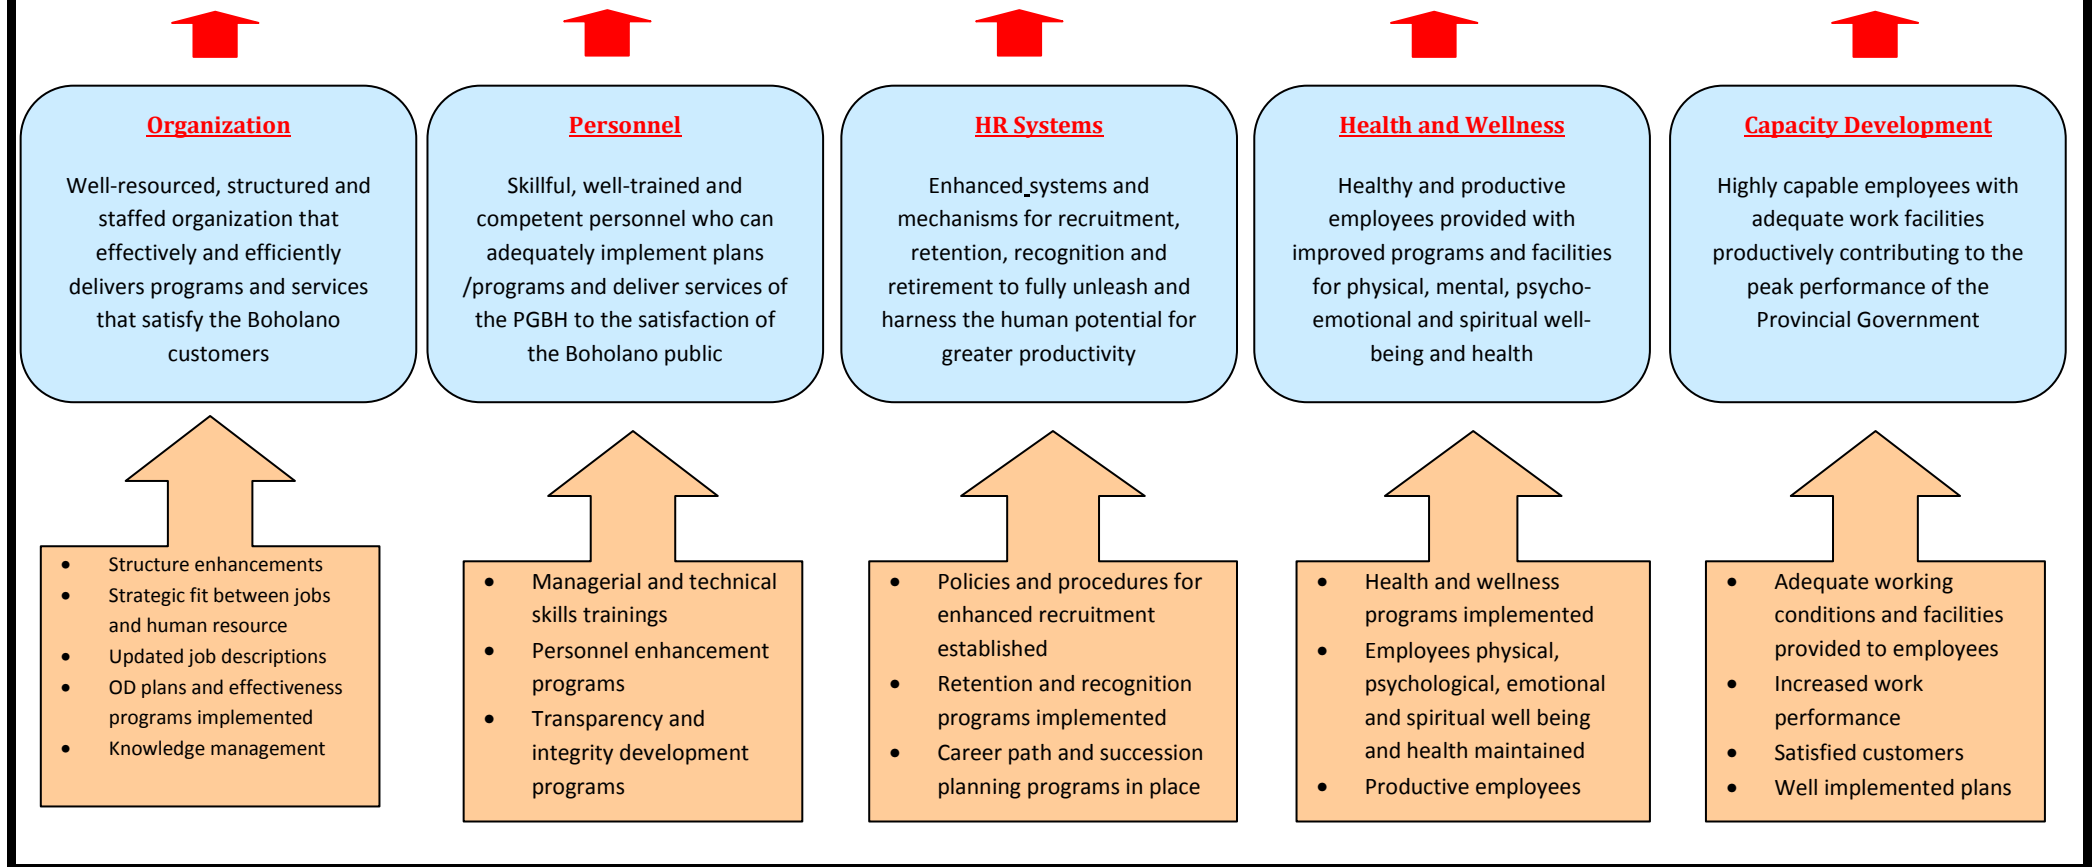 Organization
Well-resourced, structured and
staffed organization that
effectively and efficiently
delivers programs and services
that satisfy the Boholano
customers
Personnel
Skillful, well-trained and
competent personnel who can
adequately implement plans
/programs and deliver services of
the PGBH to the satisfaction of
the Boholano public
HR Systems
Enhanced systems and
mechanisms for recruitment,
retention, recognition and
retirement to fully unleash and
harness the human potential for
greater productivity
Health and Wellness
Healthy and productive
employees provided with
improved programs and facilities
for physical, mental, psycho-
emotional and spiritual well-
being and health
Capacity Development
Highly capable employees with
adequate work facilities
productively contributing to the
peak performance of the
Provincial Government
• Structure enhancements
• Strategic fit between jobs
and human resource
• Updated job descriptions
• OD plans and effectiveness
programs implemented
• Knowledge management
• Managerial and technical
skills trainings
• Personnel enhancement
programs
• Transparency and
integrity development
programs
• Policies and procedures for
enhanced recruitment
established
• Retention and recognition
programs implemented
• Career path and succession
planning programs in place
• Health and wellness
programs implemented
• Employees physical,
psychological, emotional
and spiritual well being
and health maintained
• Productive employees
• Adequate working
conditions and facilities
provided to employees
• Increased work
performance
• Satisfied customers
• Well implemented plans